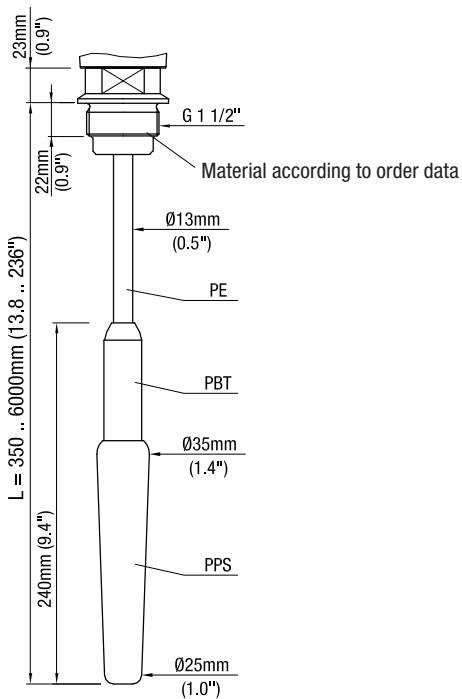 23mm
(0.9")
G 1 1/2"
22mm
(0.9")
Material according to order data
Ø13mm
(0.5")
PE
L = 350 .. 6000mm (13.8 .. 236")
PBT
Ø35mm
(1.4")
240mm (9.4")
PPS
Ø25mm
(1.0")